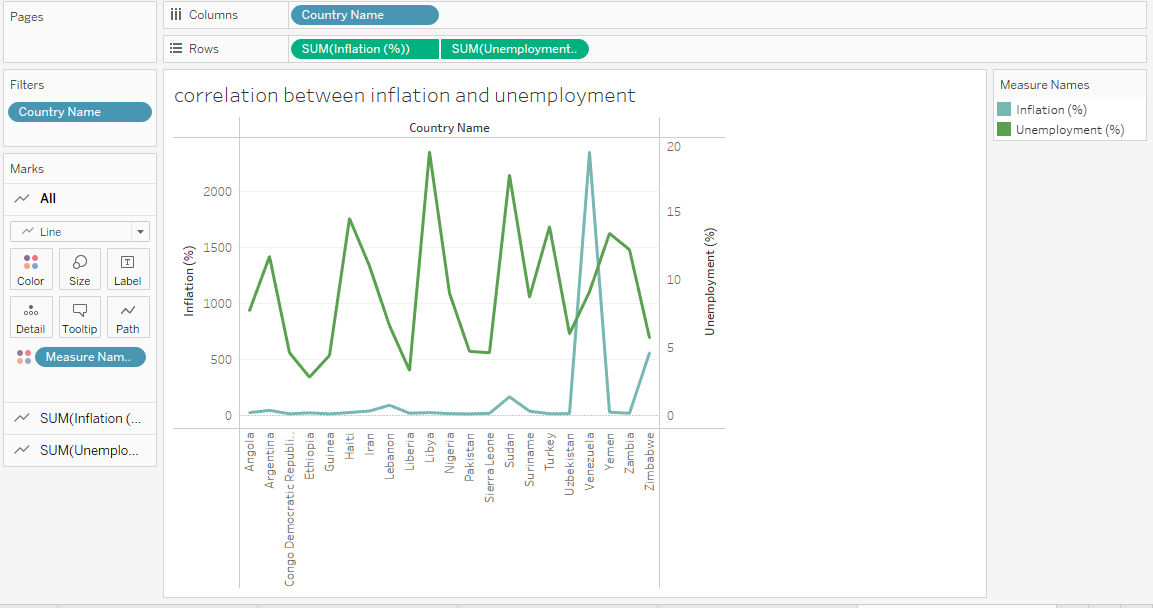 Pages
Columns
Country Name
Rows
SUM(Inflation (%))
SUM(Unemployment..
Filters
Country Name
Marks
All
Line
Color
Size
Label
Detail
Tooltip
Path
Measure Nam..
SUM(Inflation (...
SUM(Unemplo...
correlation between inflation and unemployment
Country Name
Inflation (%)
2000
1500
1000
500
0
20
15
10
5
0
Unemployment (%)
Angola
Argentina
Congo Democratic Republi..
Ethiopia
Guinea
Haiti
Iran
Lebanon
Liberia
Libya
Nigeria
Pakistan
Sierra Leone
Sudan
Suriname
Turkey
Uzbekistan
Venezuela
Yemen
Zambia
Zimbabwe
Measure Names
Inflation (%)
Unemployment (%)